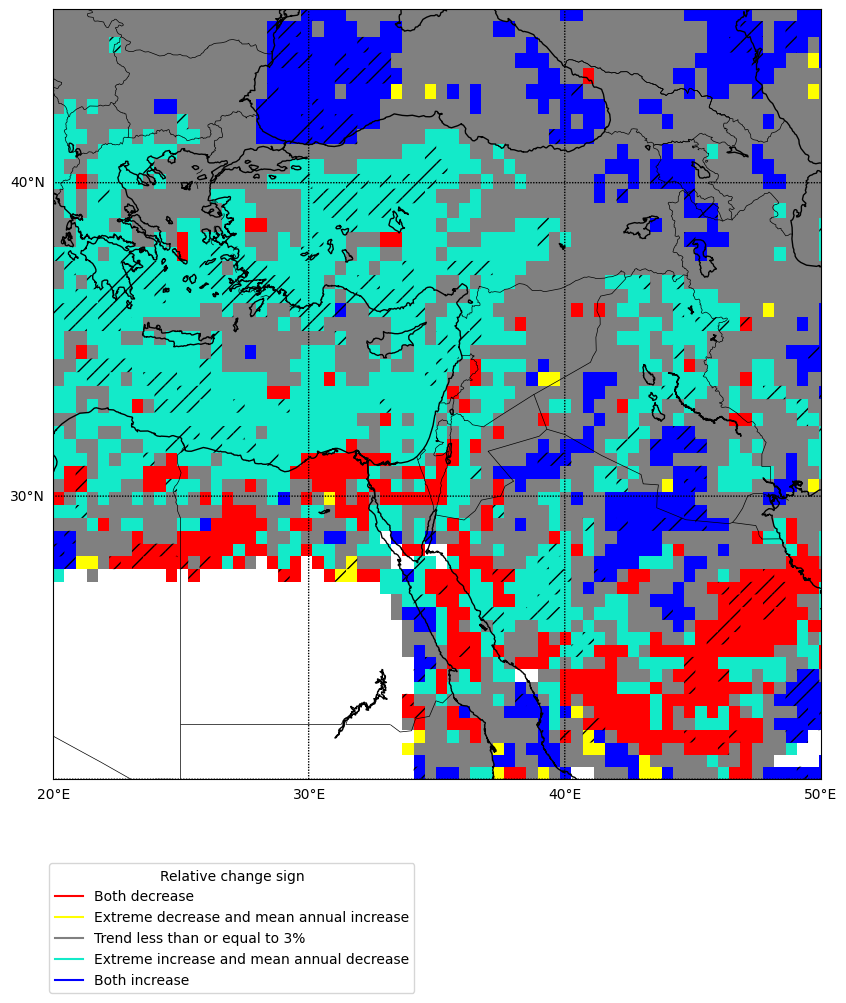 40°N
30°N
20°E 30°E 40°E 50°E
Relative change sign
Both decrease
Extreme decrease and mean annual increase
Trend less than or equal to 3%
Extreme increase and mean annual decrease
Both increase